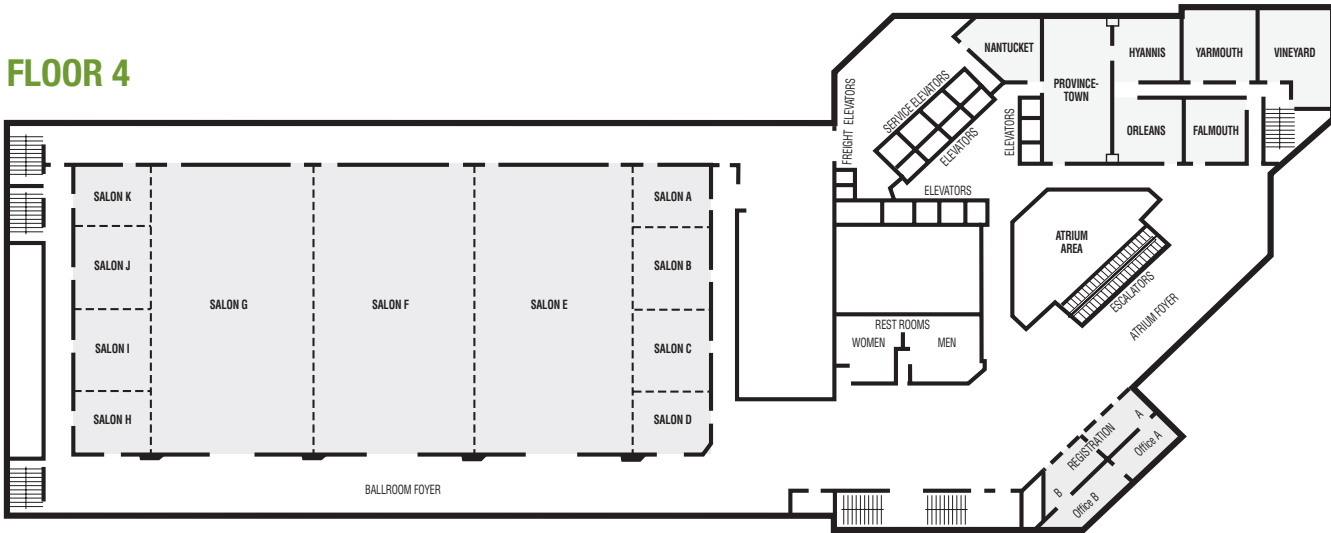 FLOOR 4
NANTUCKET
HYANNIS
YARMOUTH
VINEYARD
PROVINCE-
TOWN
ORLEANS
FALMOUTH
SERVICE ELEVATORS
ELEVATORS
FREIGHT ELEVATORS
ELEVATORS
ELEVATORS
SALON K
SALON J
SALON I
SALON H
SALON G
SALON F
SALON E
SALON A
SALON B
SALON C
SALON D
ATRIUM
AREA
ESCALATORS
ATRIUM FOYER
REST ROOMS
WOMEN
MEN
REGISTRATION
A
B
Office A
Office B
BALLROOM FOYER